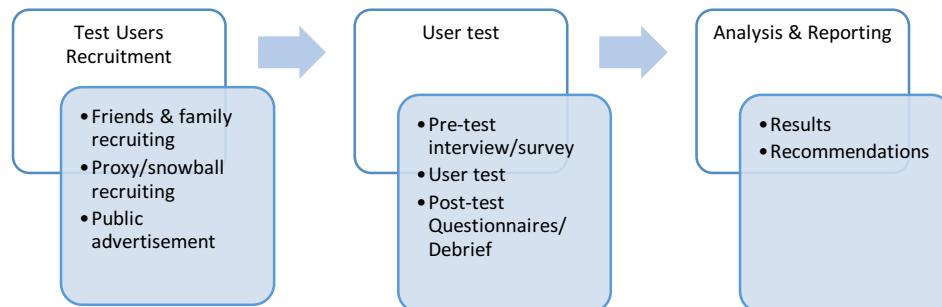 Test Users
Recruitment
•Friends & family
recruiting
•Proxy/snowball
recruiting
•Public
advertisement
User test
•Pre-test
interview/survey
•User test
•Post-test
Questionnaires/
Debrief
Analysis & Reporting
•Results
•Recommendations